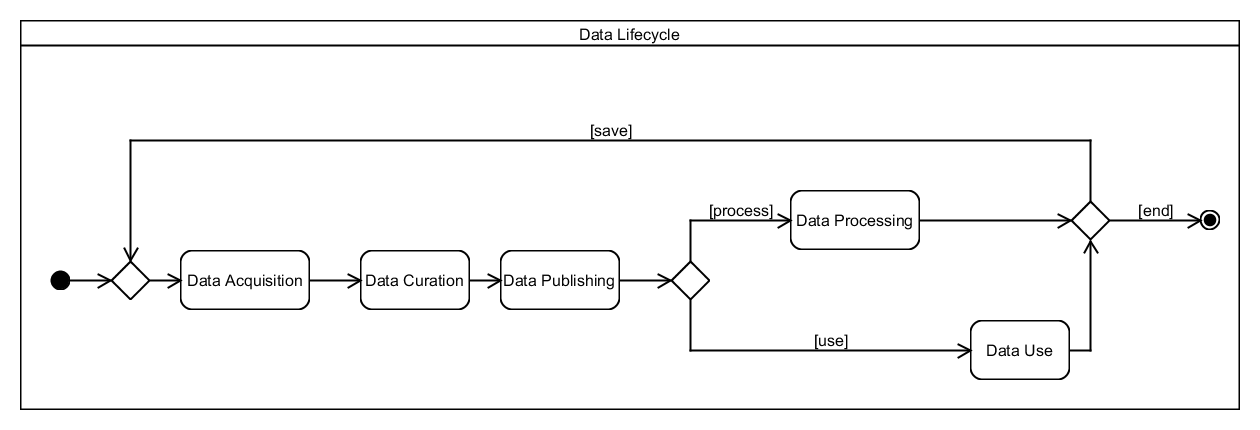 Data Lifecycle
[save]
[process]
Data Processing
[end]
Data Acquisition
Data Curation
Data Publishing
[use]
Data Use